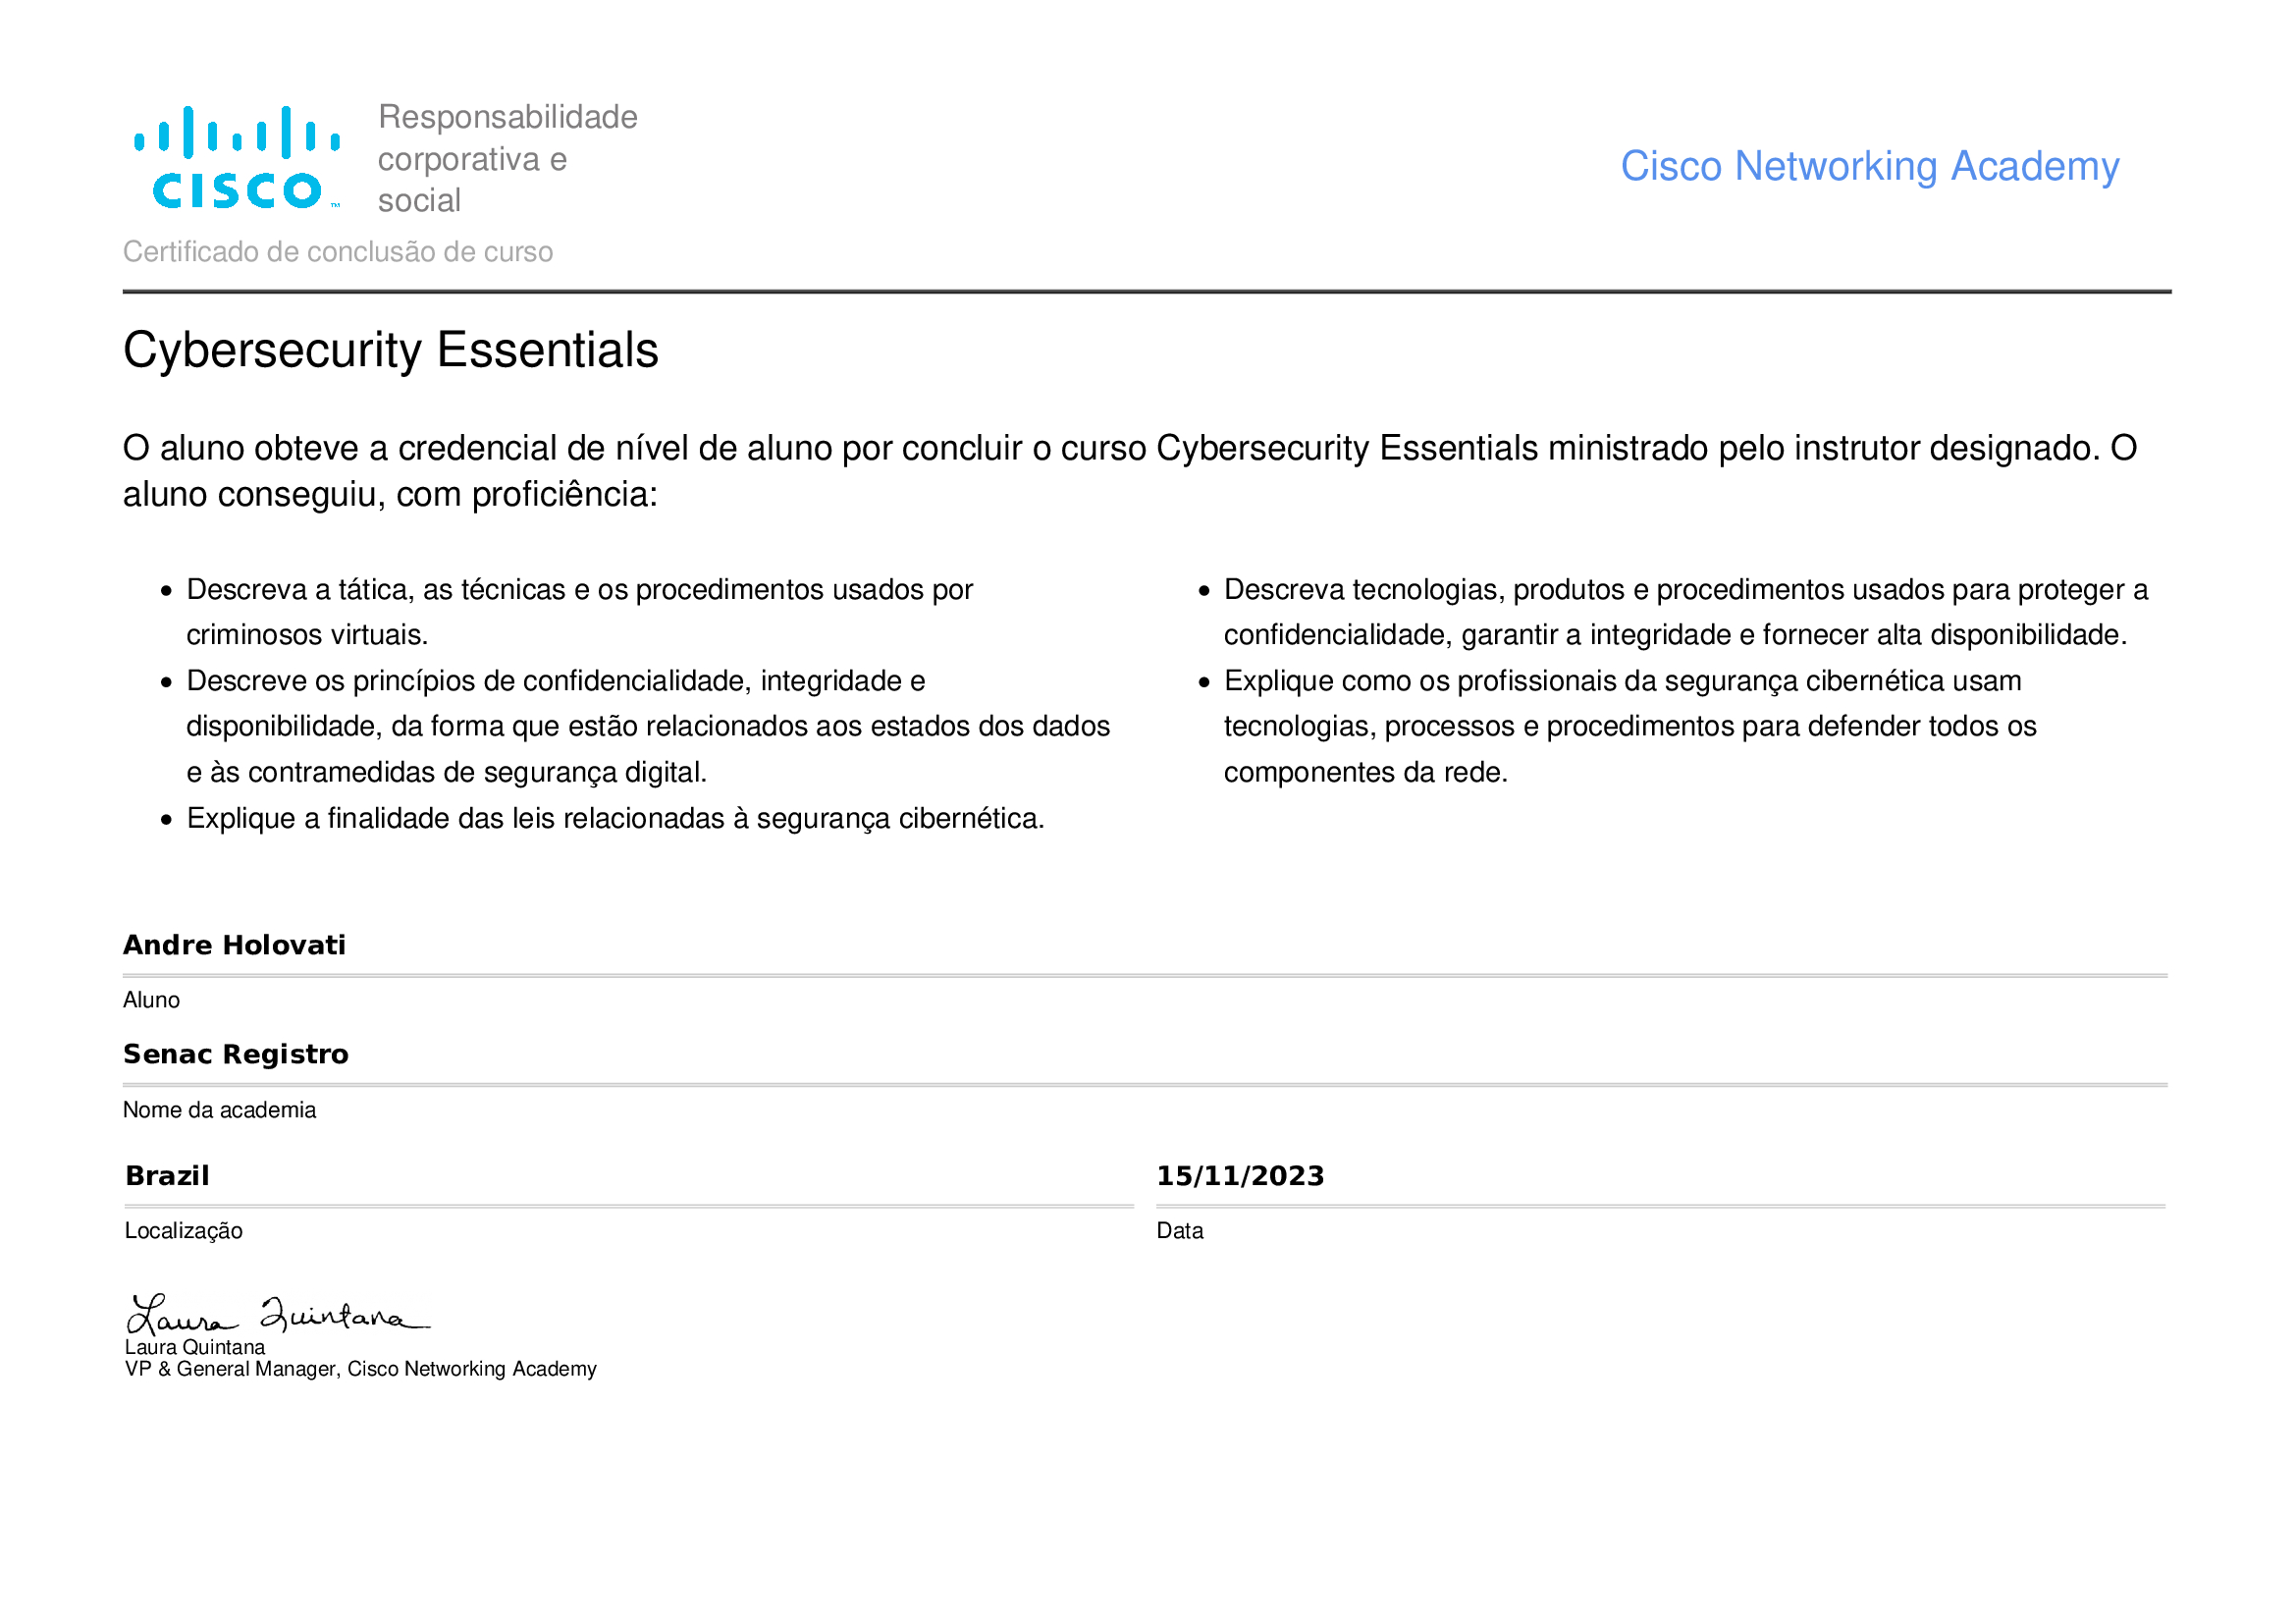 CISCO™
Responsabilidade
corporativa e
social
Cisco Networking Academy
Certificado de conclusão de curso
Cybersecurity Essentials
O aluno obteve a credencial de nível de aluno por concluir o curso Cybersecurity Essentials ministrado pelo instrutor designado. O
aluno conseguiu, com proficiência:
• Descreva a tática, as técnicas e os procedimentos usados por
criminosos virtuais.
• Descreve os princípios de confidencialidade, integridade e
disponibilidade, da forma que estão relacionados aos estados dos dados
e às contramedidas de segurança digital.
• Explique a finalidade das leis relacionadas à segurança cibernética.
• Descreva tecnologias, produtos e procedimentos usados para proteger a
confidencialidade, garantir a integridade e fornecer alta disponibilidade.
• Explique como os profissionais da segurança cibernética usam
tecnologias, processos e procedimentos para defender todos os
componentes da rede.
Andre Holovati
Aluno
Senac Registro
Nome da academia
Brazil
Localização
15/11/2023
Data
Laura Quintana
Laura Quintana
VP & General Manager, Cisco Networking Academy